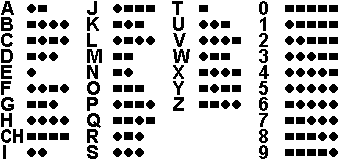 A J T 0
B K U 1
C L V 2
D M W 3
E N X 4
F O Y 5
G P Z 6
H Q 7
CH R 8
I S 9